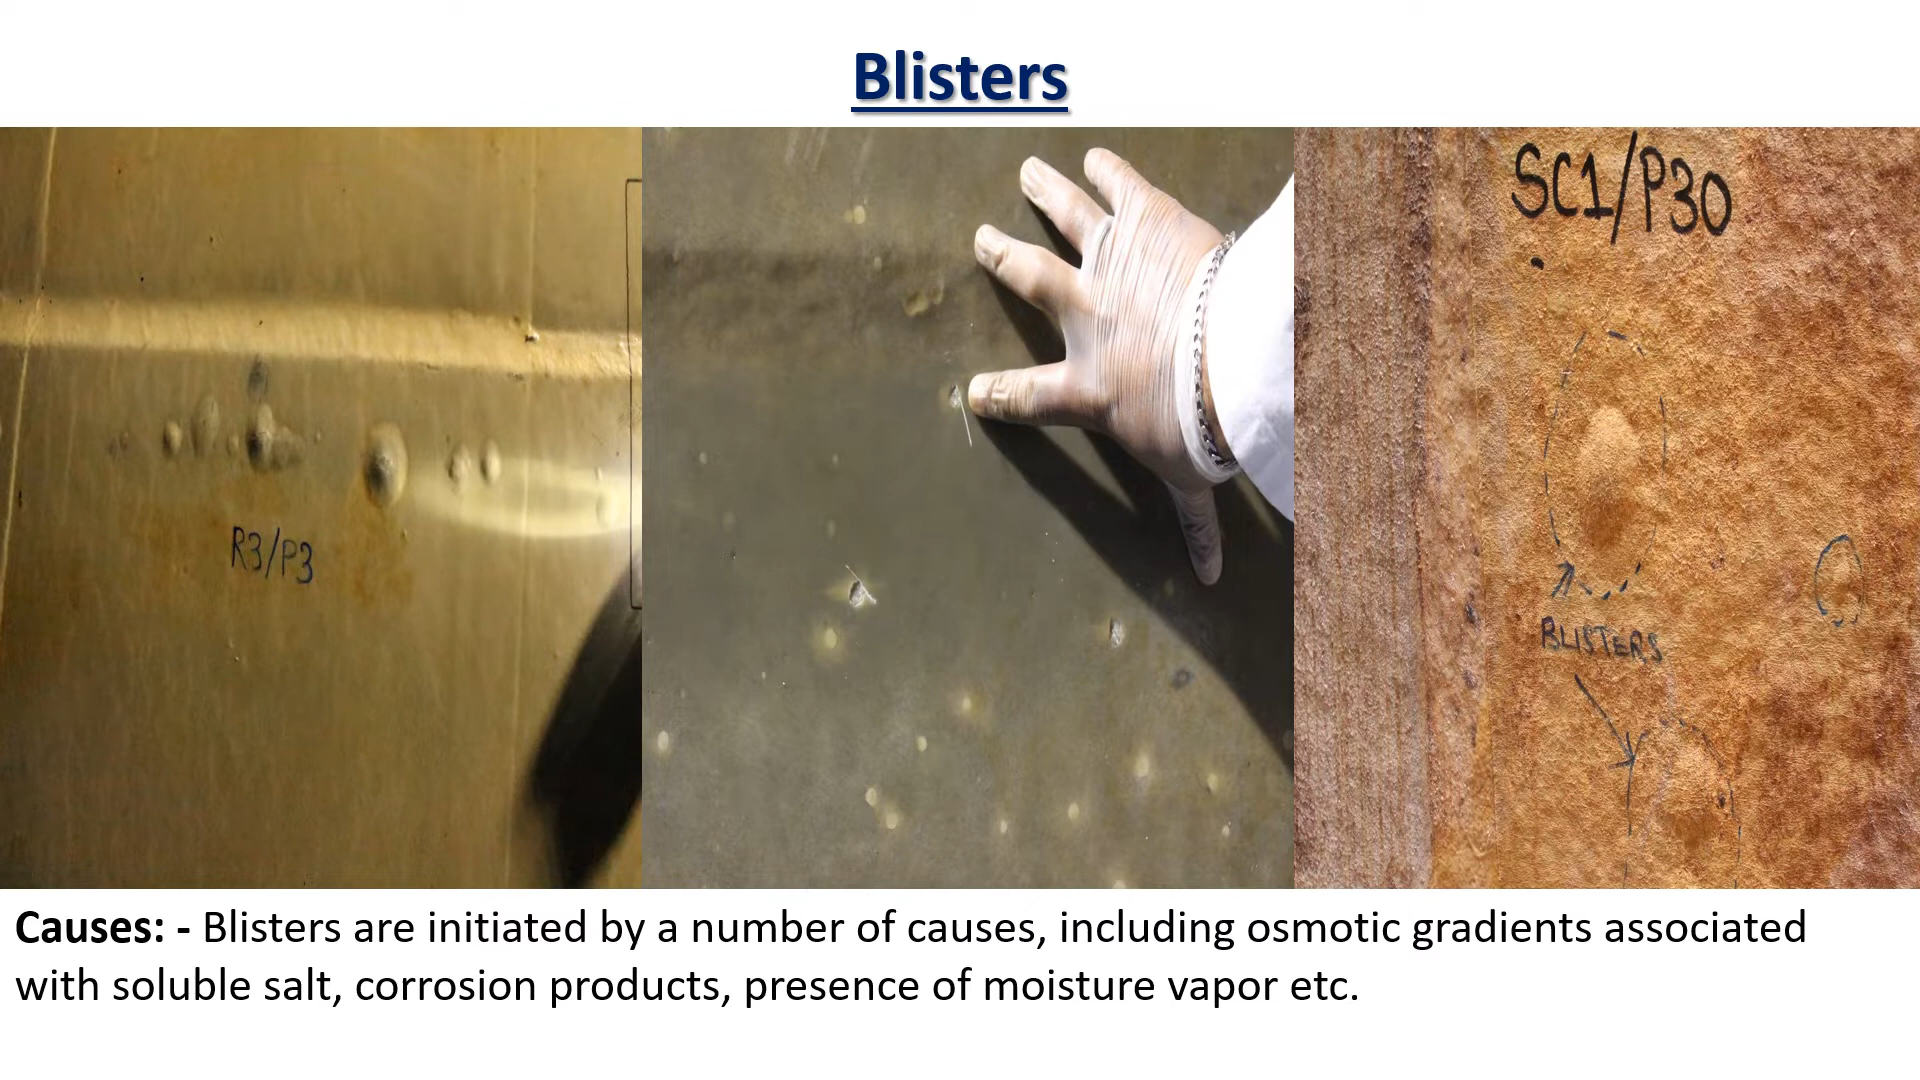 Blisters
SC1/P30
R3/P3
BLISTERS
Causes: - Blisters are initiated by a number of causes, including osmotic gradients associated
with soluble salt, corrosion products, presence of moisture vapor etc.